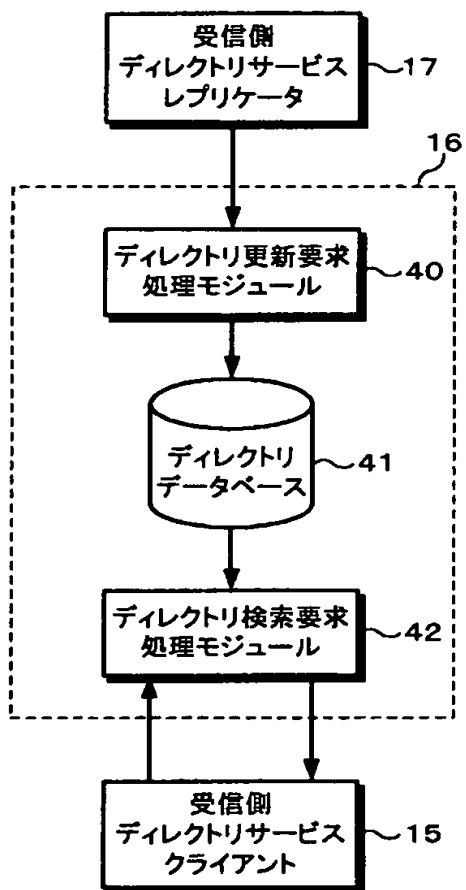 受信側
ディレクトリサービス
レプリケータ
17
16
ディレクトリ更新要求
処理モジュール
40
ディレクトリ
データベース
41
ディレクトリ検索要求
処理モジュール
42
受信側
ディレクトリサービス
クライアント
15